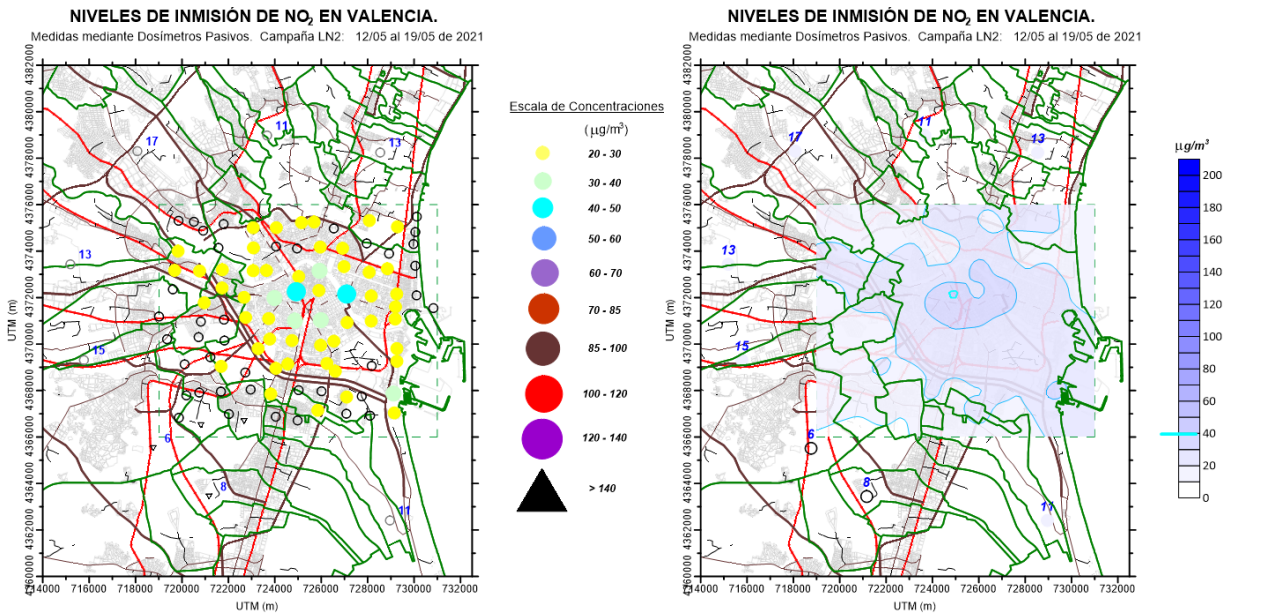 NIVELES DE INMISIÓN DE NO2 EN VALENCIA.
Medidas mediante Dosímetros Pasivos. Campaña LN2: 12/05 al 19/05 de 2021
4382000
4380000
4378000
4376000
4374000
4372000
4370000
4368000
4366000
4364000
4362000
4360000
UTM (m)
11
17
13
13
15
6
8
11
714000 716000 718000 720000 722000 724000 726000 728000 730000 732000
UTM (m)
Escala de Concentraciones
(µg/m³)
20 - 30
30 - 40
40 - 50
50 - 60
60 - 70
70 - 85
85 - 100
100 - 120
120 - 140
> 140
NIVELES DE INMISIÓN DE NO2 EN VALENCIA.
Medidas mediante Dosímetros Pasivos. Campaña LN2: 12/05 al 19/05 de 2021
4382000
4380000
4378000
4376000
4374000
4372000
4370000
4368000
4366000
4364000
4362000
4360000
UTM (m)
11
17
13
13
15
6
8
11
714000 716000 718000 720000 722000 724000 726000 728000 730000 732000
UTM (m)
µg/m³
200
180
160
140
120
100
80
60
40
20
0